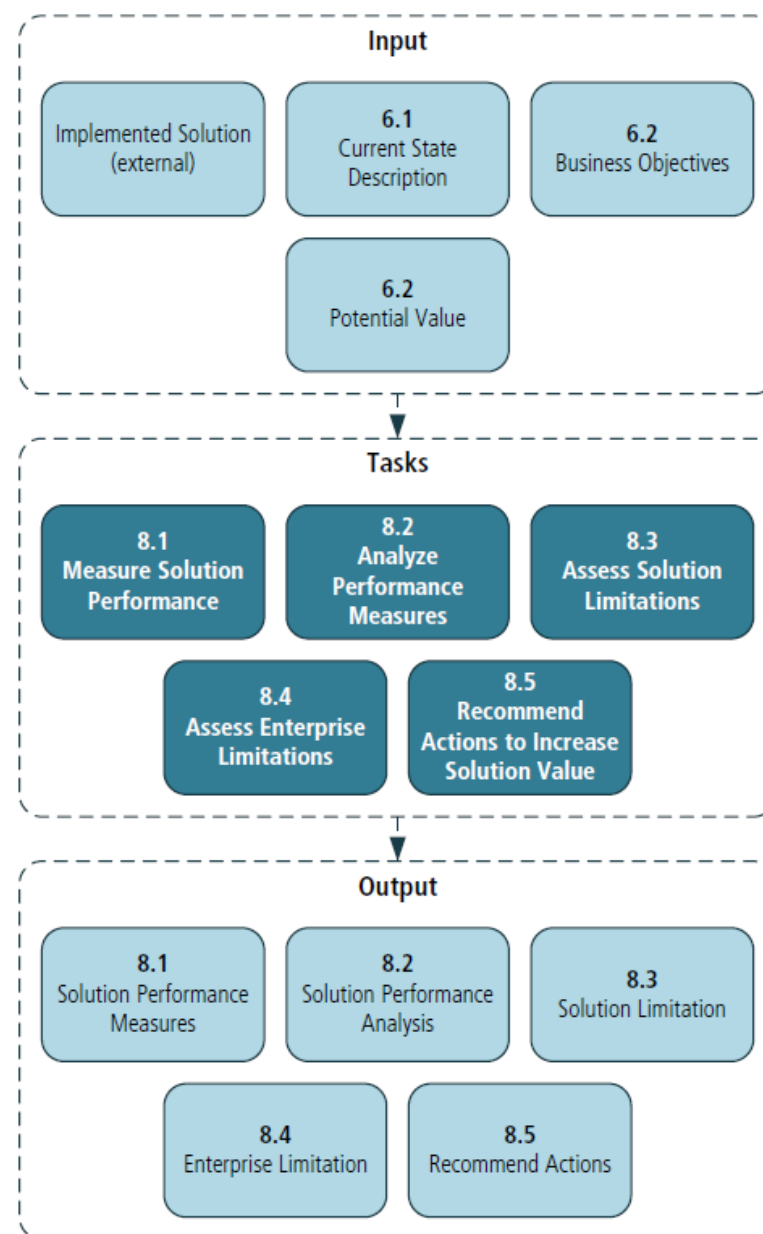 Input
Implemented Solution
(external)
6.1
Current State
Description
6.2
Business Objectives
6.2
Potential Value
Tasks
8.1
Measure Solution
Performance
8.2
Analyze
Performance
Measures
8.3
Assess Solution
Limitations
8.4
Assess Enterprise
Limitations
8.5
Recommend
Actions to Increase
Solution Value
Output
8.1
Solution Performance
Measures
8.2
Solution Performance
Analysis
8.3
Solution Limitation
8.4
Enterprise Limitation
8.5
Recommend Actions